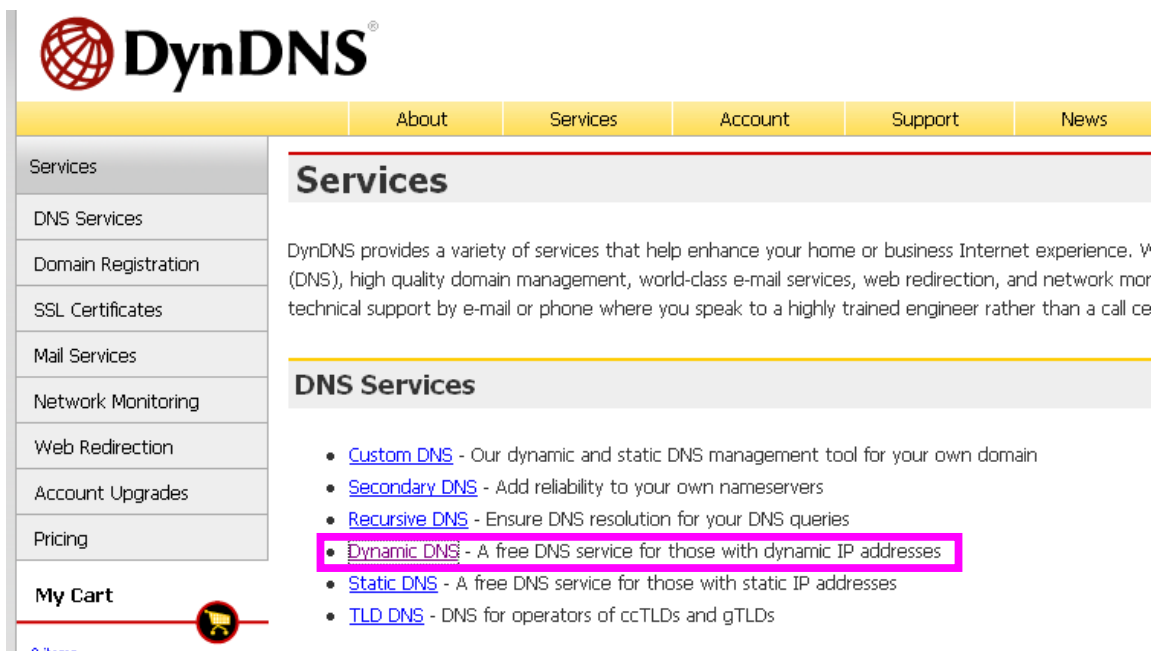 DynDNS®
About Services Account Support News
Services
DNS Services
Domain Registration
SSL Certificates
Mail Services
Network Monitoring
Web Redirection
Account Upgrades
Pricing
My Cart
Services
DynDNS provides a variety of services that help enhance your home or business Internet experience. W
(DNS), high quality domain management, world-class e-mail services, web redirection, and network mor
technical support by e-mail or phone where you speak to a highly trained engineer rather than a call ce
DNS Services
• Custom DNS - Our dynamic and static DNS management tool for your own domain
• Secondary DNS - Add reliability to your own nameservers
• Recursive DNS - Ensure DNS resolution for your DNS queries
• Dynamic DNS - A free DNS service for those with dynamic IP addresses
• Static DNS - A free DNS service for those with static IP addresses
• TLD DNS - DNS for operators of ccTLDs and gTLDs